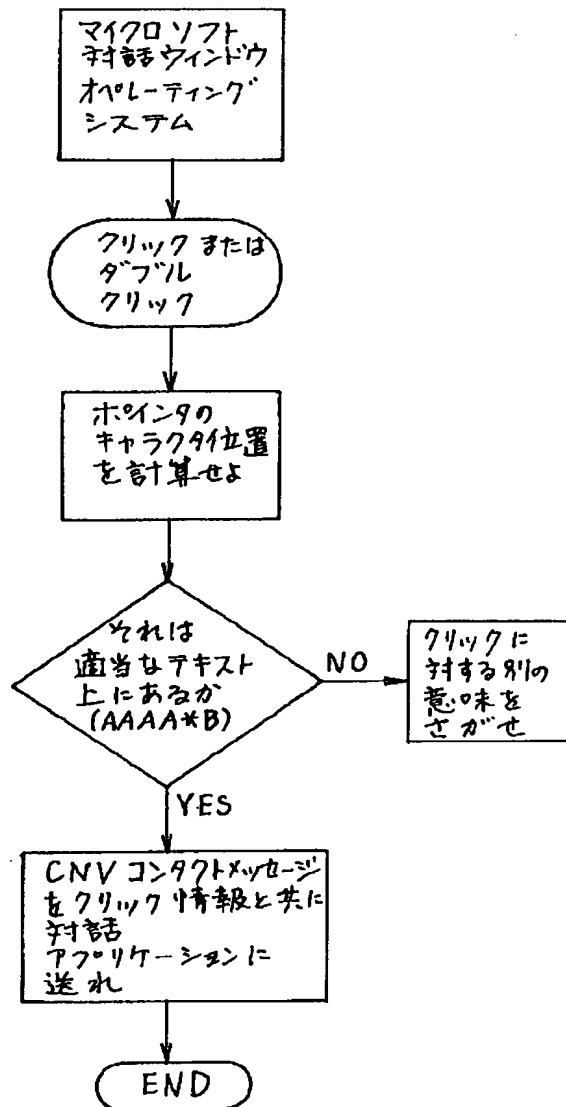 マイクロソフト
対話ウィンドウ
オペレーティング
システム
クリックまたは
ダブル
クリック
ポインタの
キャラクタ位置
を計算せよ
それは
適当なテキスト
上にあるか
(AAAA*B)
NO
クリックに
対する別の
意味を
さがせ
YES
CNVコンタクトメッセージ
をクリック情報と共に
対話
アプリケーションに
送れ
END